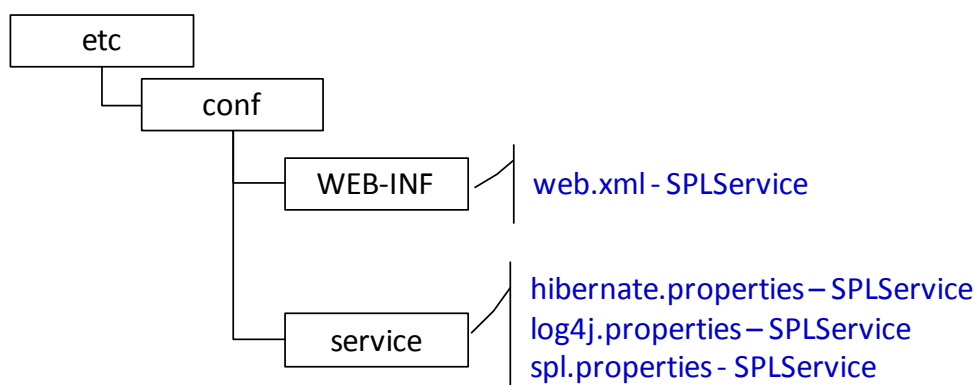 etc
conf
WEB-INF
web.xml - SPLService
hibernate.properties – SPLService
log4j.properties – SPLService
service
spl.properties - SPLService